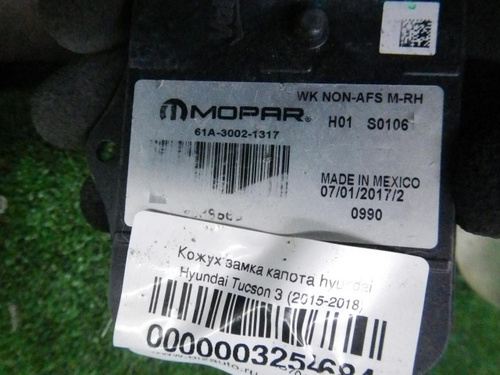 WK NON-AFS M-RH
MOPAR®
H01 S0106
61A-3002-1317
MADE IN MEXICO
07/01/2017/2
0990
Кожух замка капота hyundai
Hyundai Tucson 3 (2015-2018)